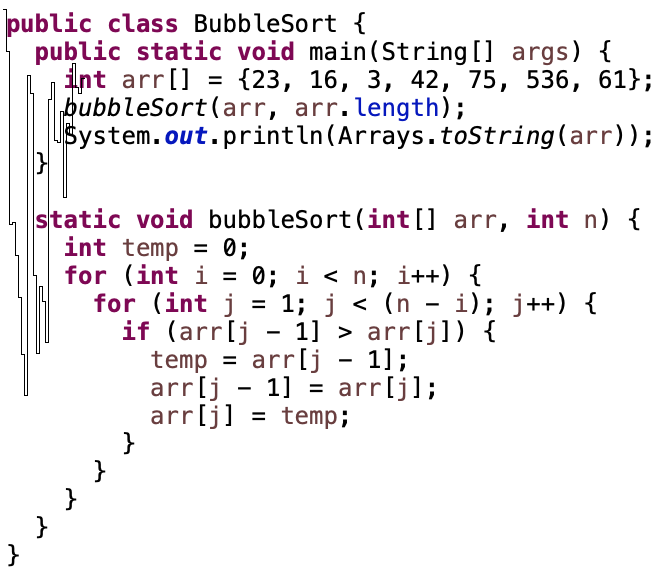 public class BubbleSort {
  public static void main(String[] args) {
    int arr[] = {23, 16, 3, 42, 75, 536, 61};
    bubbleSort(arr, arr.length);
    System.out.println(Arrays.toString(arr));
  }

  static void bubbleSort(int[] arr, int n) {
    int temp = 0;
    for (int i = 0; i < n; i++) {
      for (int j = 1; j < (n - i); j++) {
        if (arr[j - 1] > arr[j]) {
          temp = arr[j - 1];
          arr[j - 1] = arr[j];
          arr[j] = temp;
        }
      }
    }
  }
}